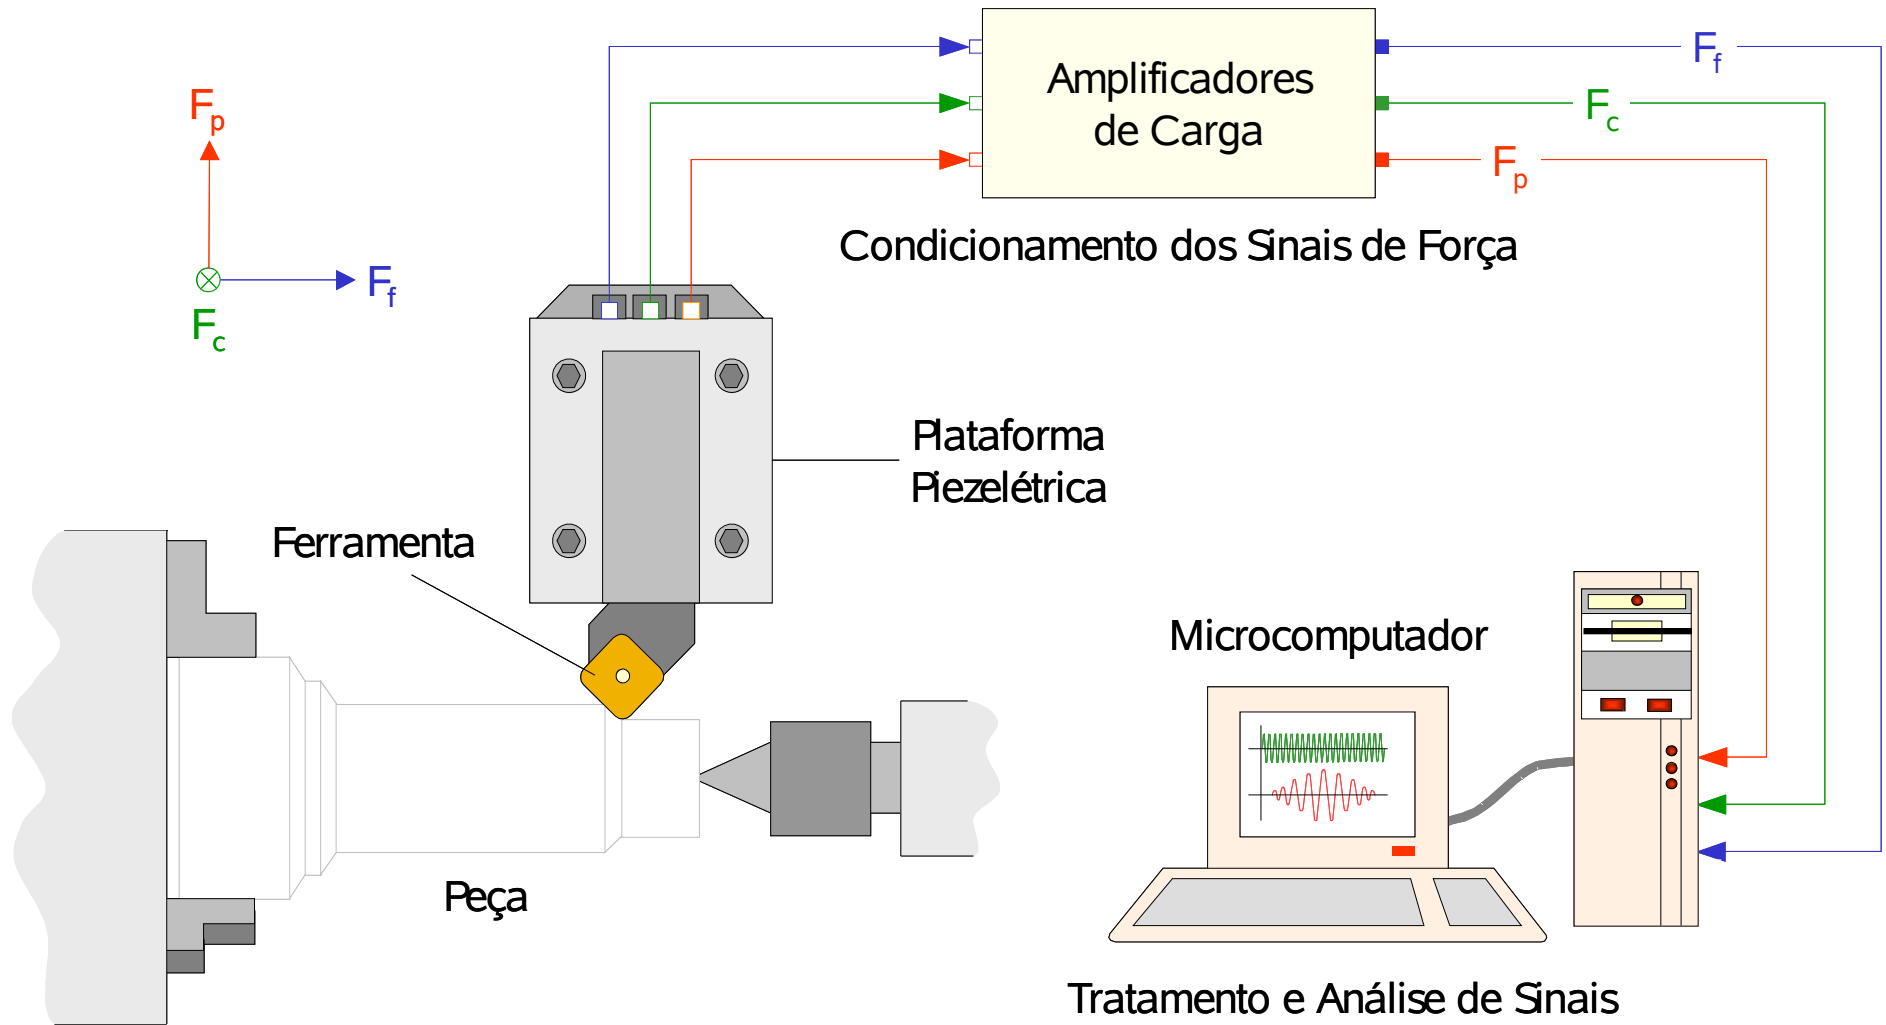 Amplificadores
de Carga
Ff
Fc
Fp
Fp
Ff
Fc
Condicionamento dos Sinais de Força
Plataforma
Piezelétrica
Ferramenta
Microcomputador
Peça
Tratamento e Análise de Sinais